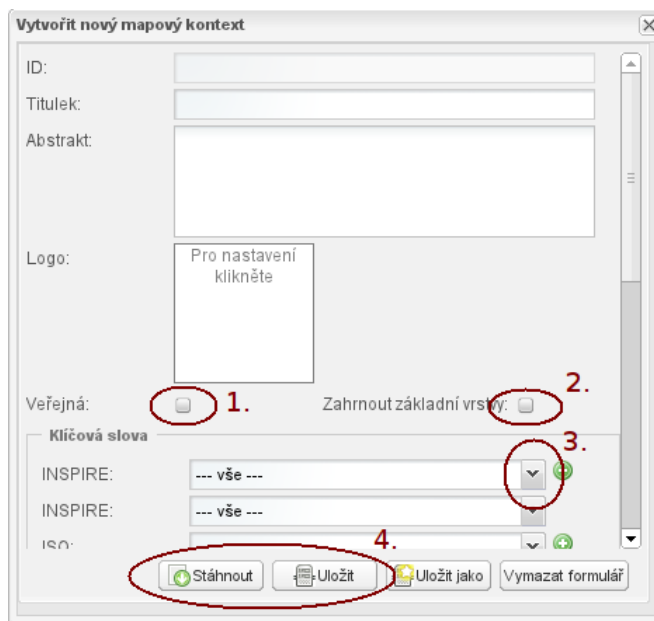 Vytvořit nový mapový kontext
ID:
Titulek:
Abstrakt:
Logo:
Pro nastavení
klikněte
Veřejná:
1.
Zahrnout základní vrstvy:
2.
Klíčová slova
3.
INSPIRE:
--- vše ---
INSPIRE:
--- vše ---
ISO:
4.
Stáhnout
Uložit
Uložit jako
Vymazat formulář